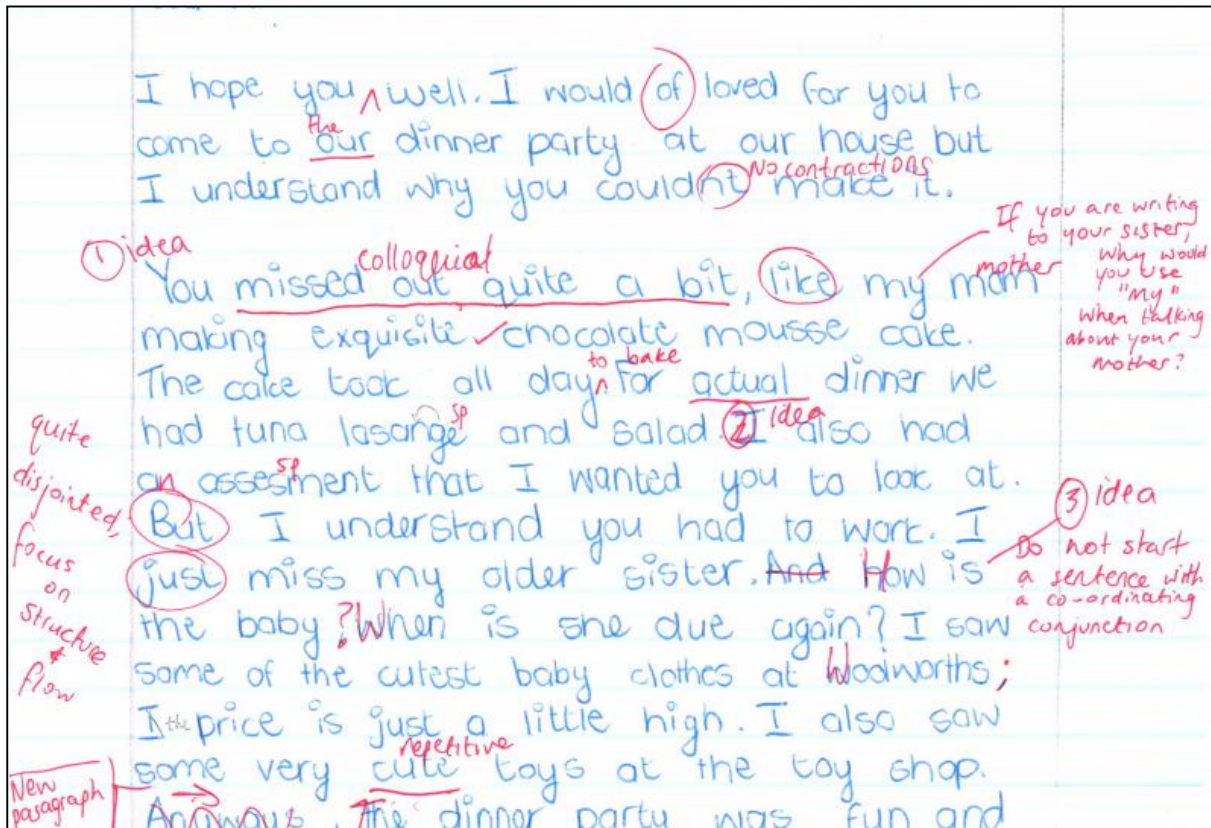 I hope you ^ well. I would of loved for you to
the
come to our dinner party at our house but
No contractions
I understand why you couldnt make it.
If you are writing
to your sister,
why would
you use
"my"
when talking
about your
mother?
① idea
colloquial
mother
You missed out quite a bit, like my mom
making exquisite ✓ chocolate mousse cake.
to bake
The cake took all day ^ for actual dinner we
sp
idea
had tuna lasange and salad. ② I also had
sp
an assesment that I wanted you to look at.
But I understand you had to work. I
just miss my older sister. And How is
the baby? When is she due again? I saw
some of the cutest baby clothes at Woodworths;
the
price is just a little high. I also saw
repetitive
some very cute toys at the toy shop.
Anyways, The dinner party was fun and
quite
disjointed,
focus
on
structure
+
flow
③ idea
Do not start
a sentence with
a co-ordinating
conjunction
New
paragraph